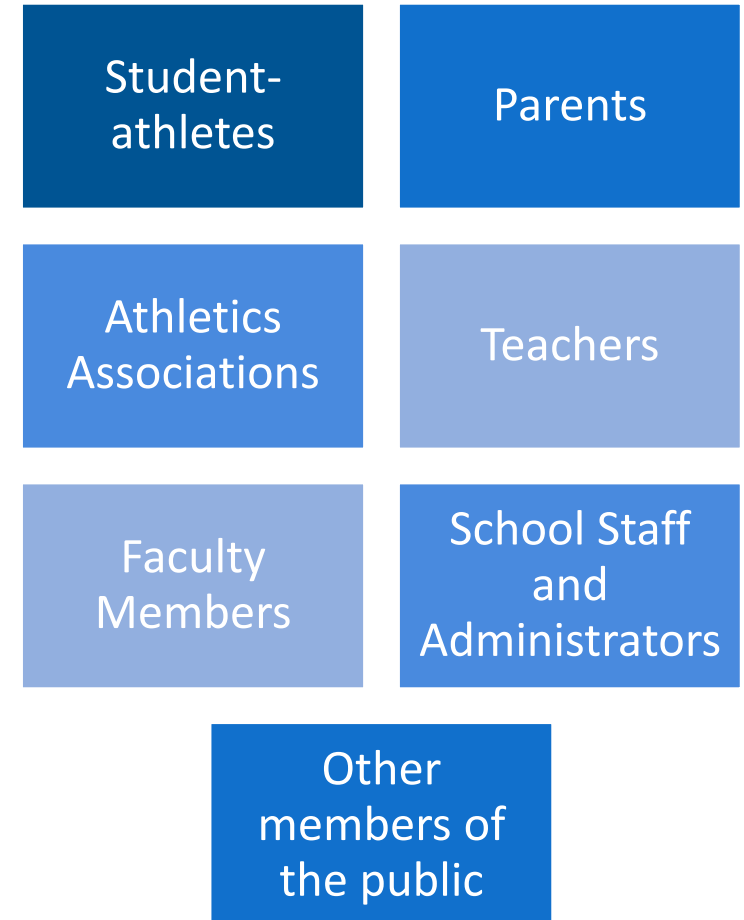 Student-
athletes
Parents
Athletics
Associations
Teachers
Faculty
Members
School Staff
and
Administrators
Other
members of
the public